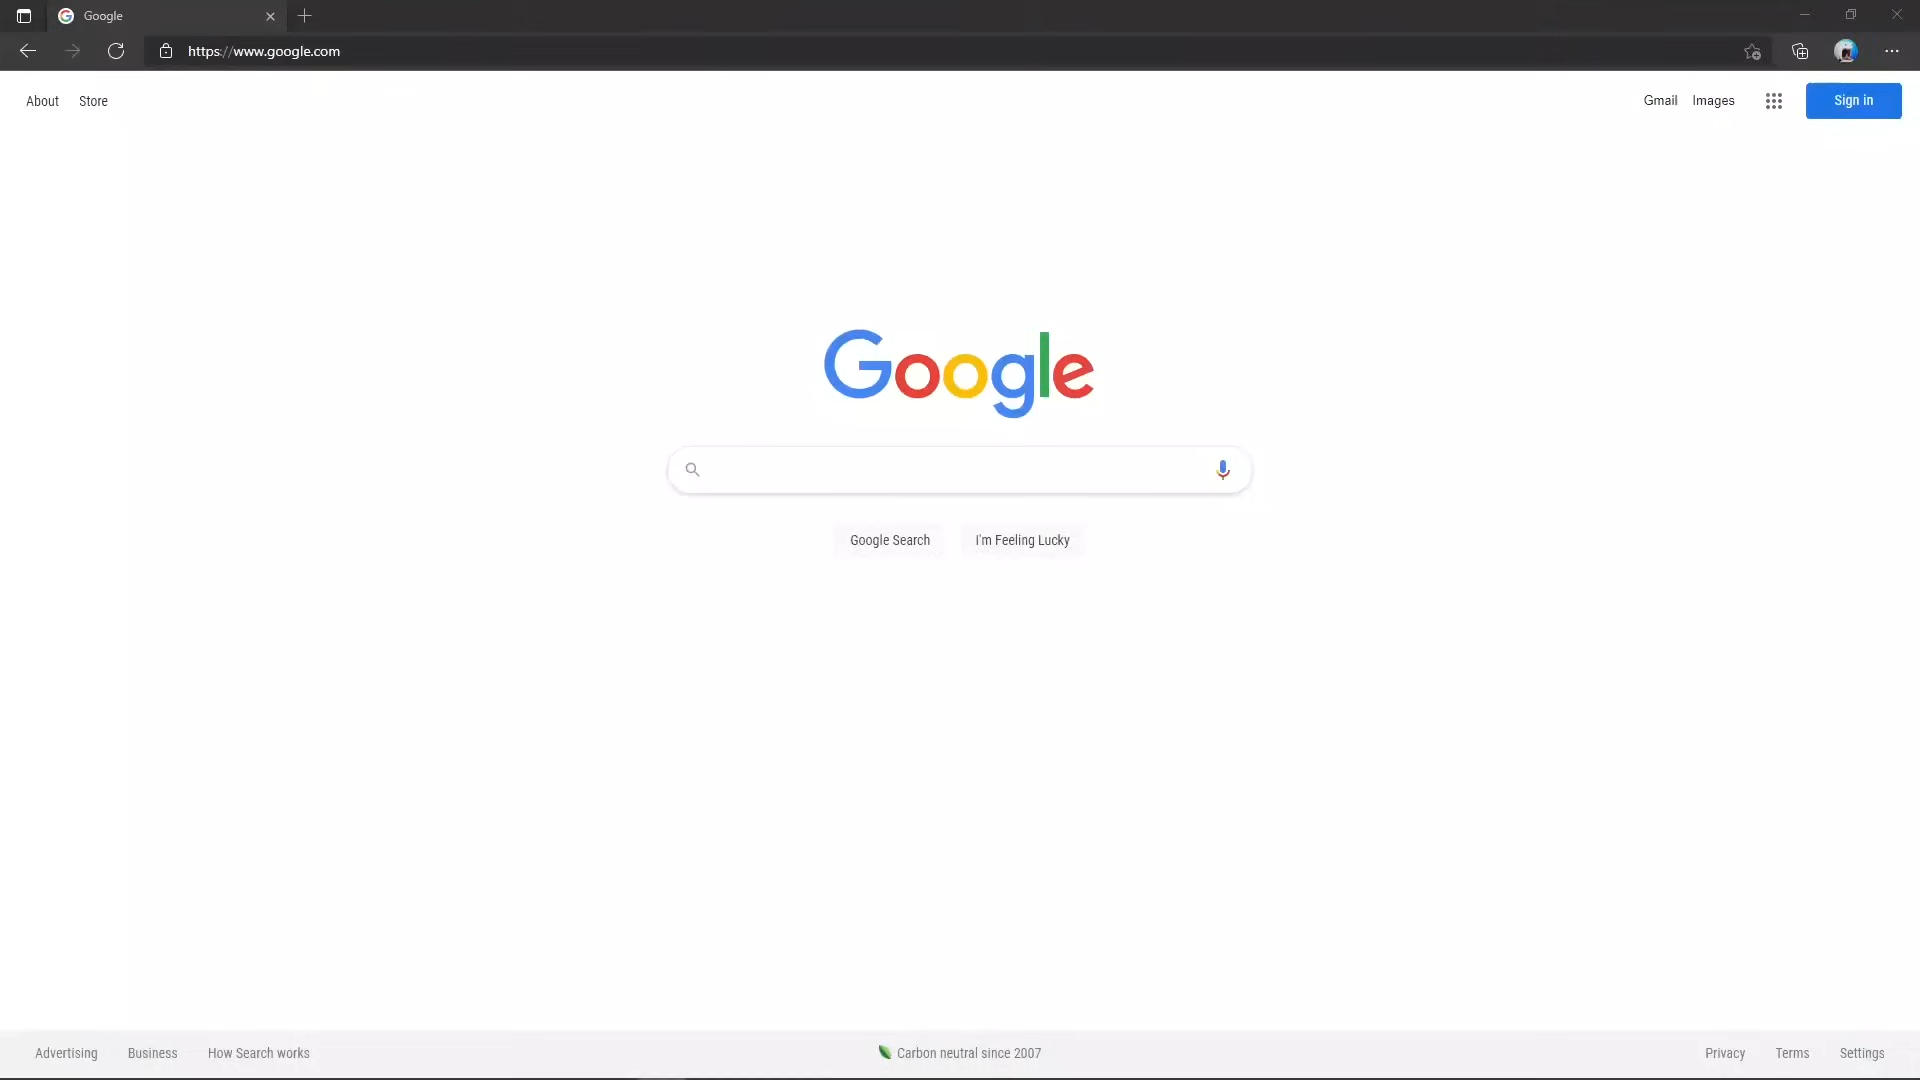 Google
https://www.google.com
About Store
Gmail Images Sign in
Google
Google Search I'm Feeling Lucky
Advertising Business How Search works
Carbon neutral since 2007
Privacy Terms Settings